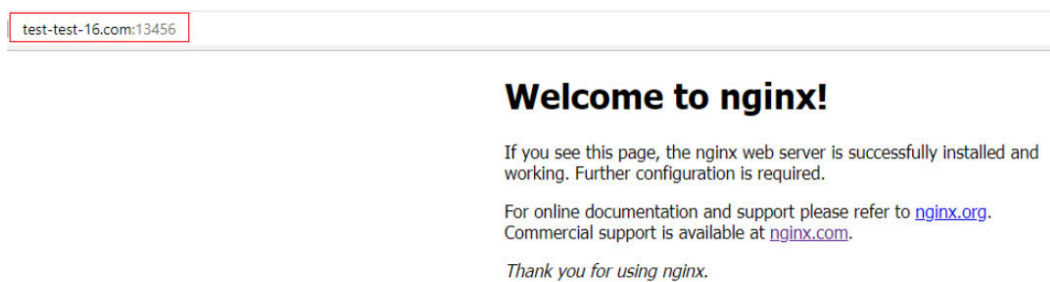 test-test-16.com:13456
Welcome to nginx!
If you see this page, the nginx web server is successfully installed and
working. Further configuration is required.
For online documentation and support please refer to nginx.org.
Commercial support is available at nginx.com.
Thank you for using nginx.